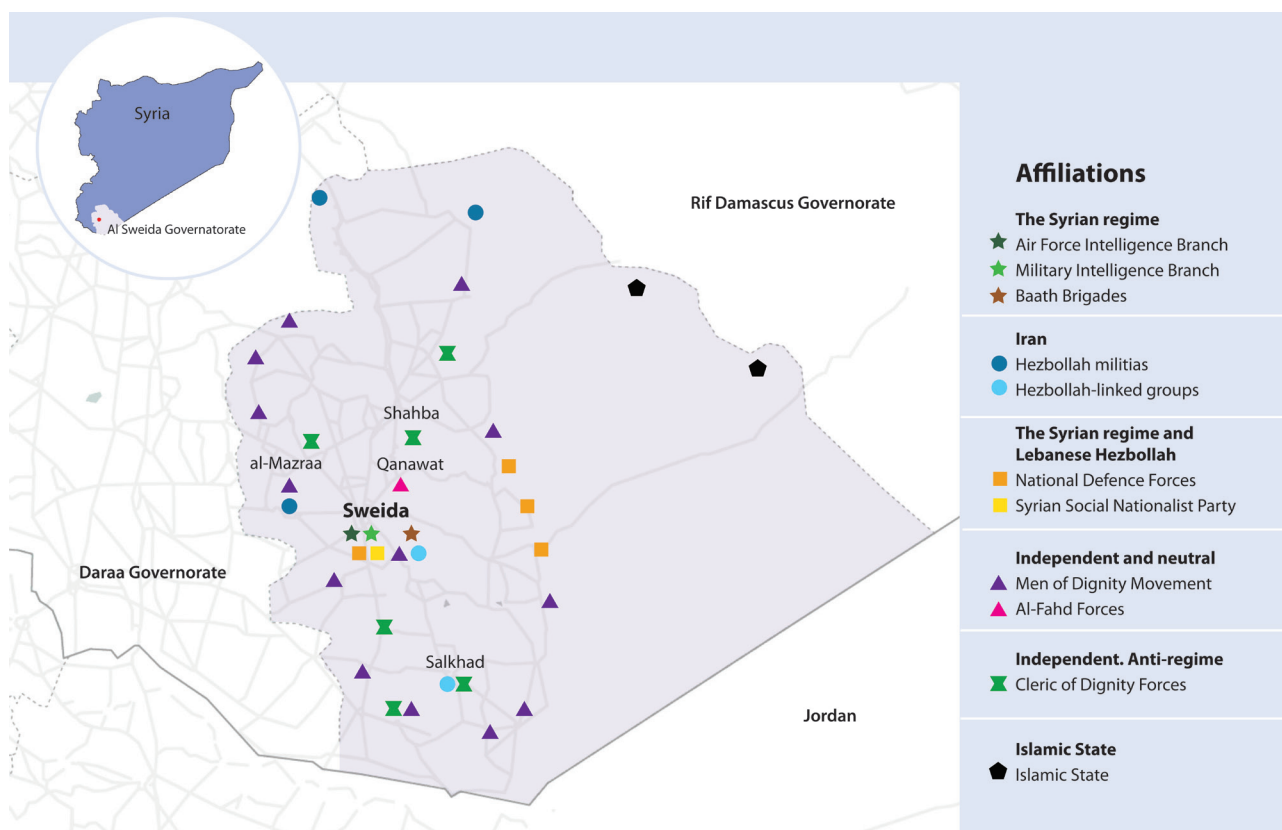 Syria
Al Sweida Governatorate
Rif Damascus Governorate
Shahba
al-Mazraa
Qanawat
Sweida
Daraa Governorate
Salkhad
Jordan
Affiliations
The Syrian regime
Air Force Intelligence Branch
Military Intelligence Branch
Baath Brigades
Iran
Hezbollah militias
Hezbollah-linked groups
The Syrian regime and
Lebanese Hezbollah
National Defence Forces
Syrian Social Nationalist Party
Independent and neutral
Men of Dignity Movement
Al-Fahd Forces
Independent. Anti-regime
Cleric of Dignity Forces
Islamic State
Islamic State